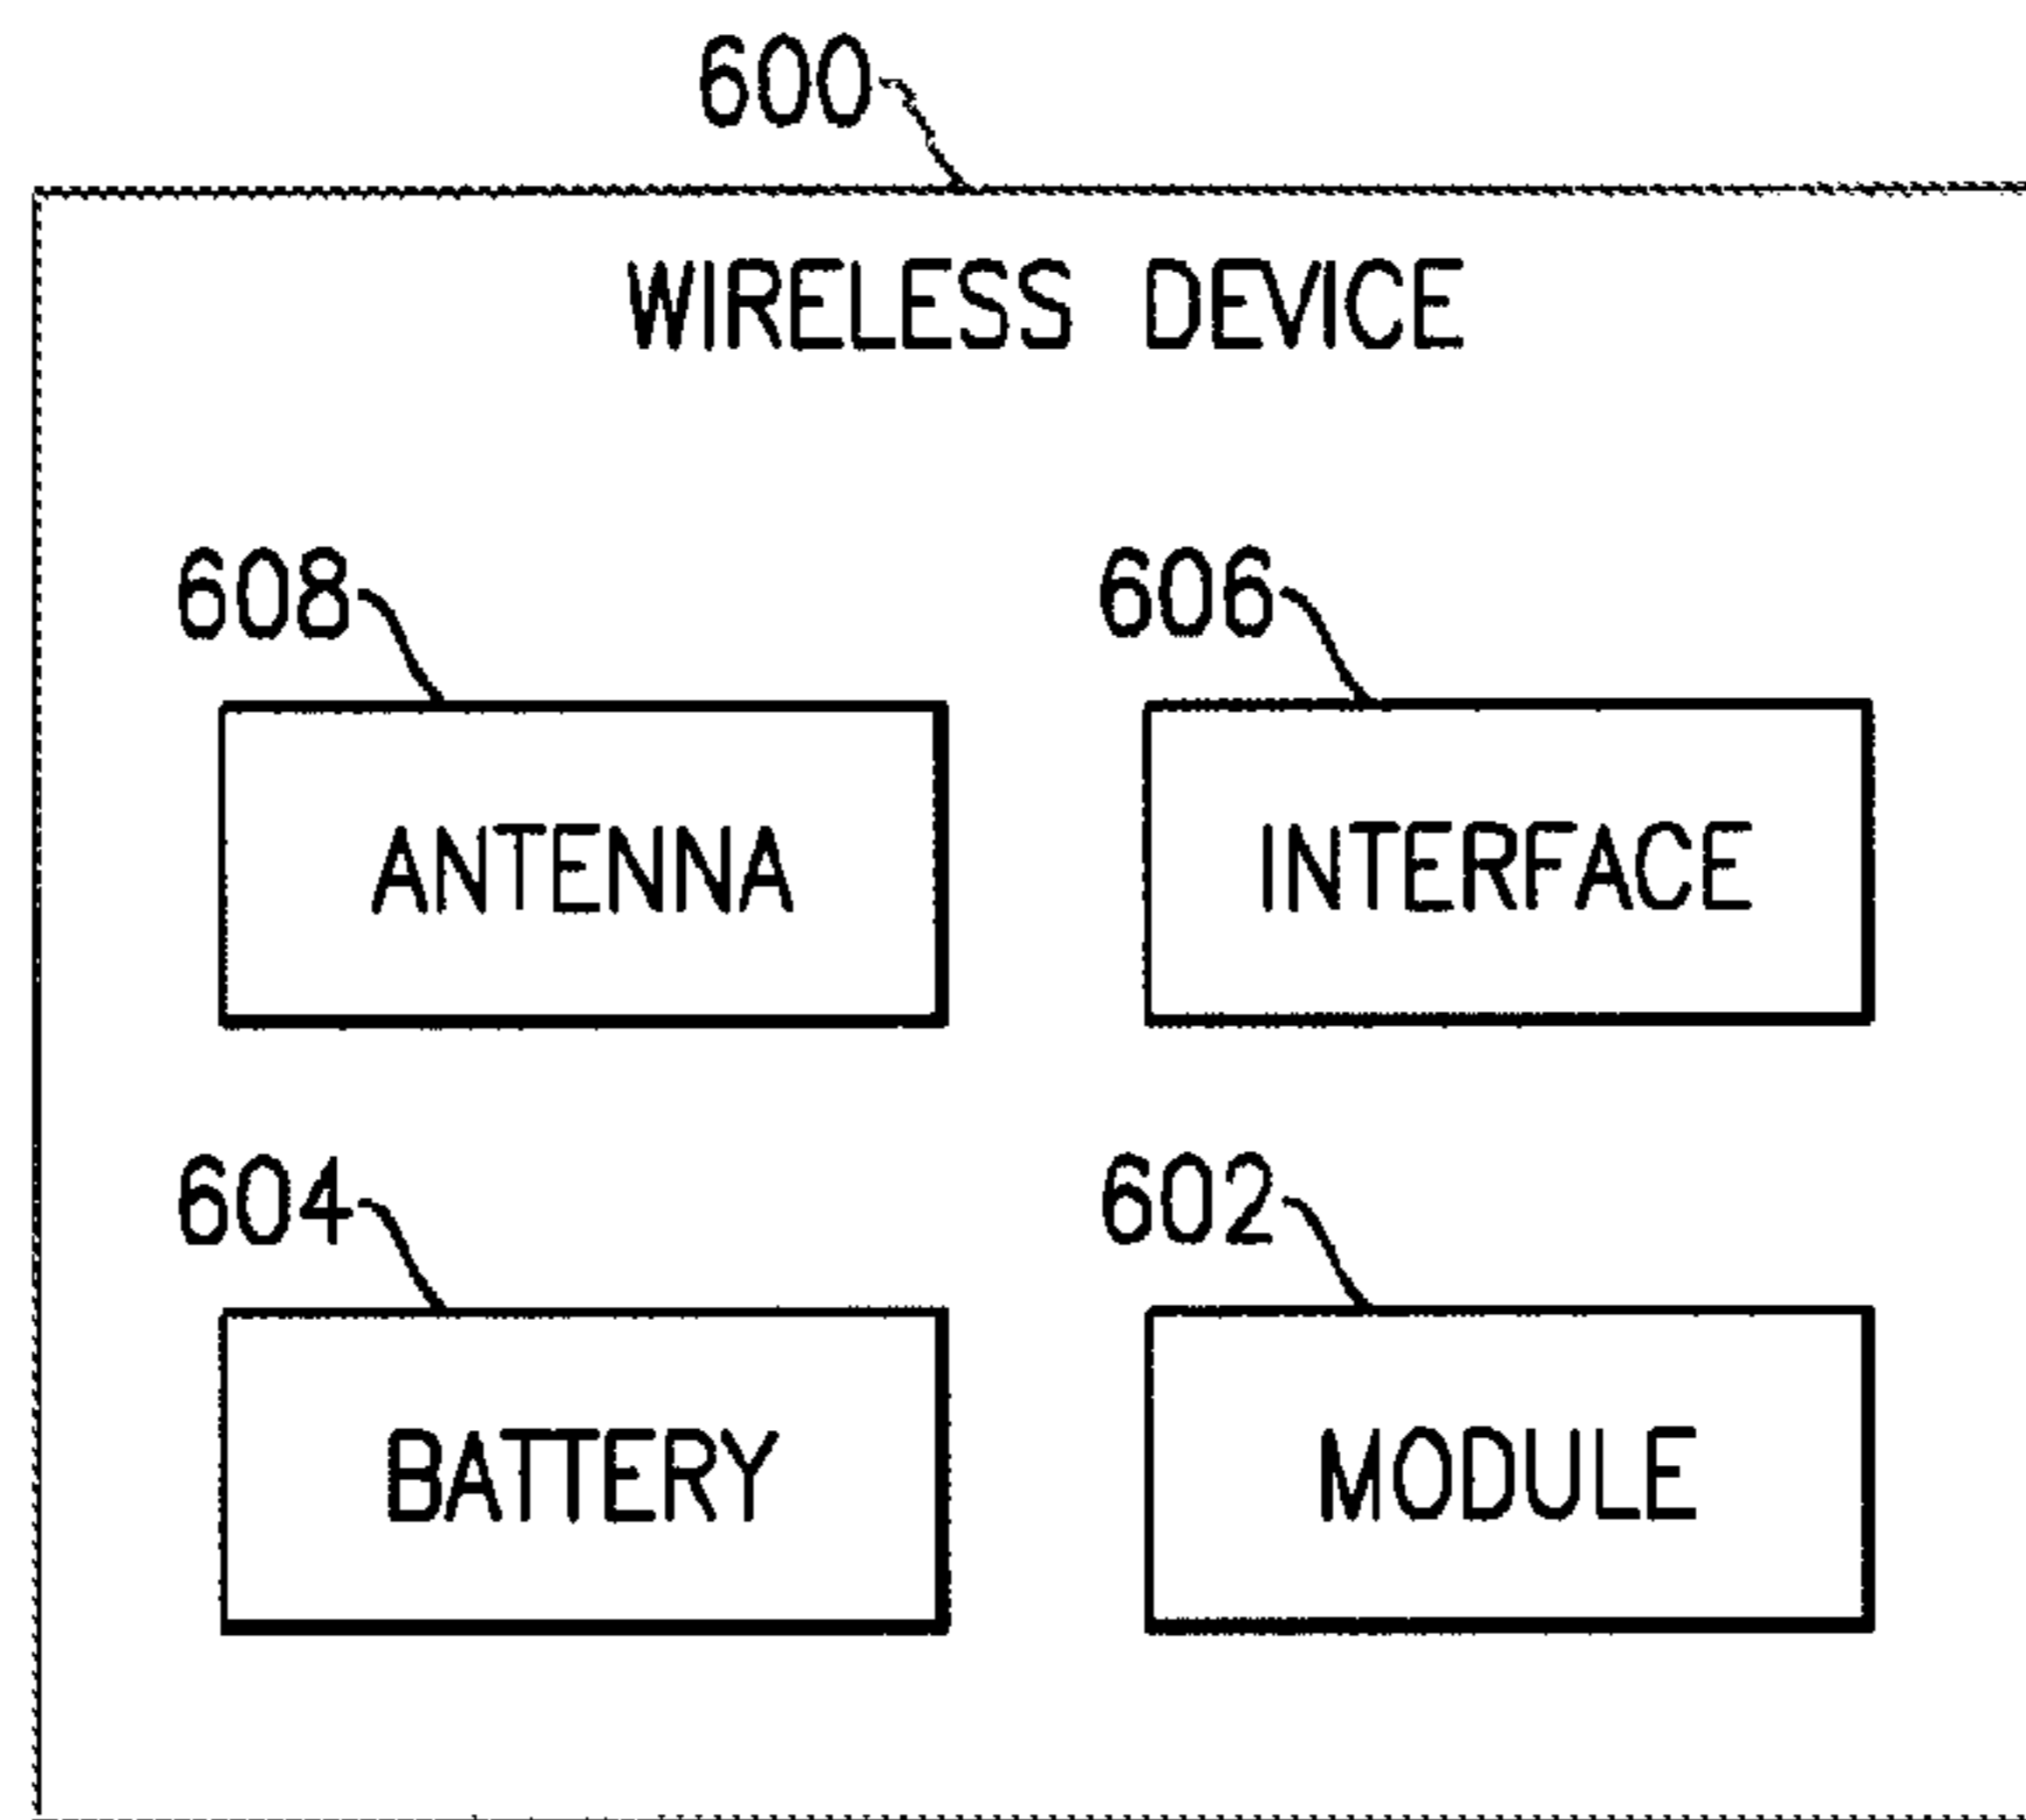 600
WIRELESS DEVICE
608 606
ANTENNA INTERFACE
604 602
BATTERY MODULE